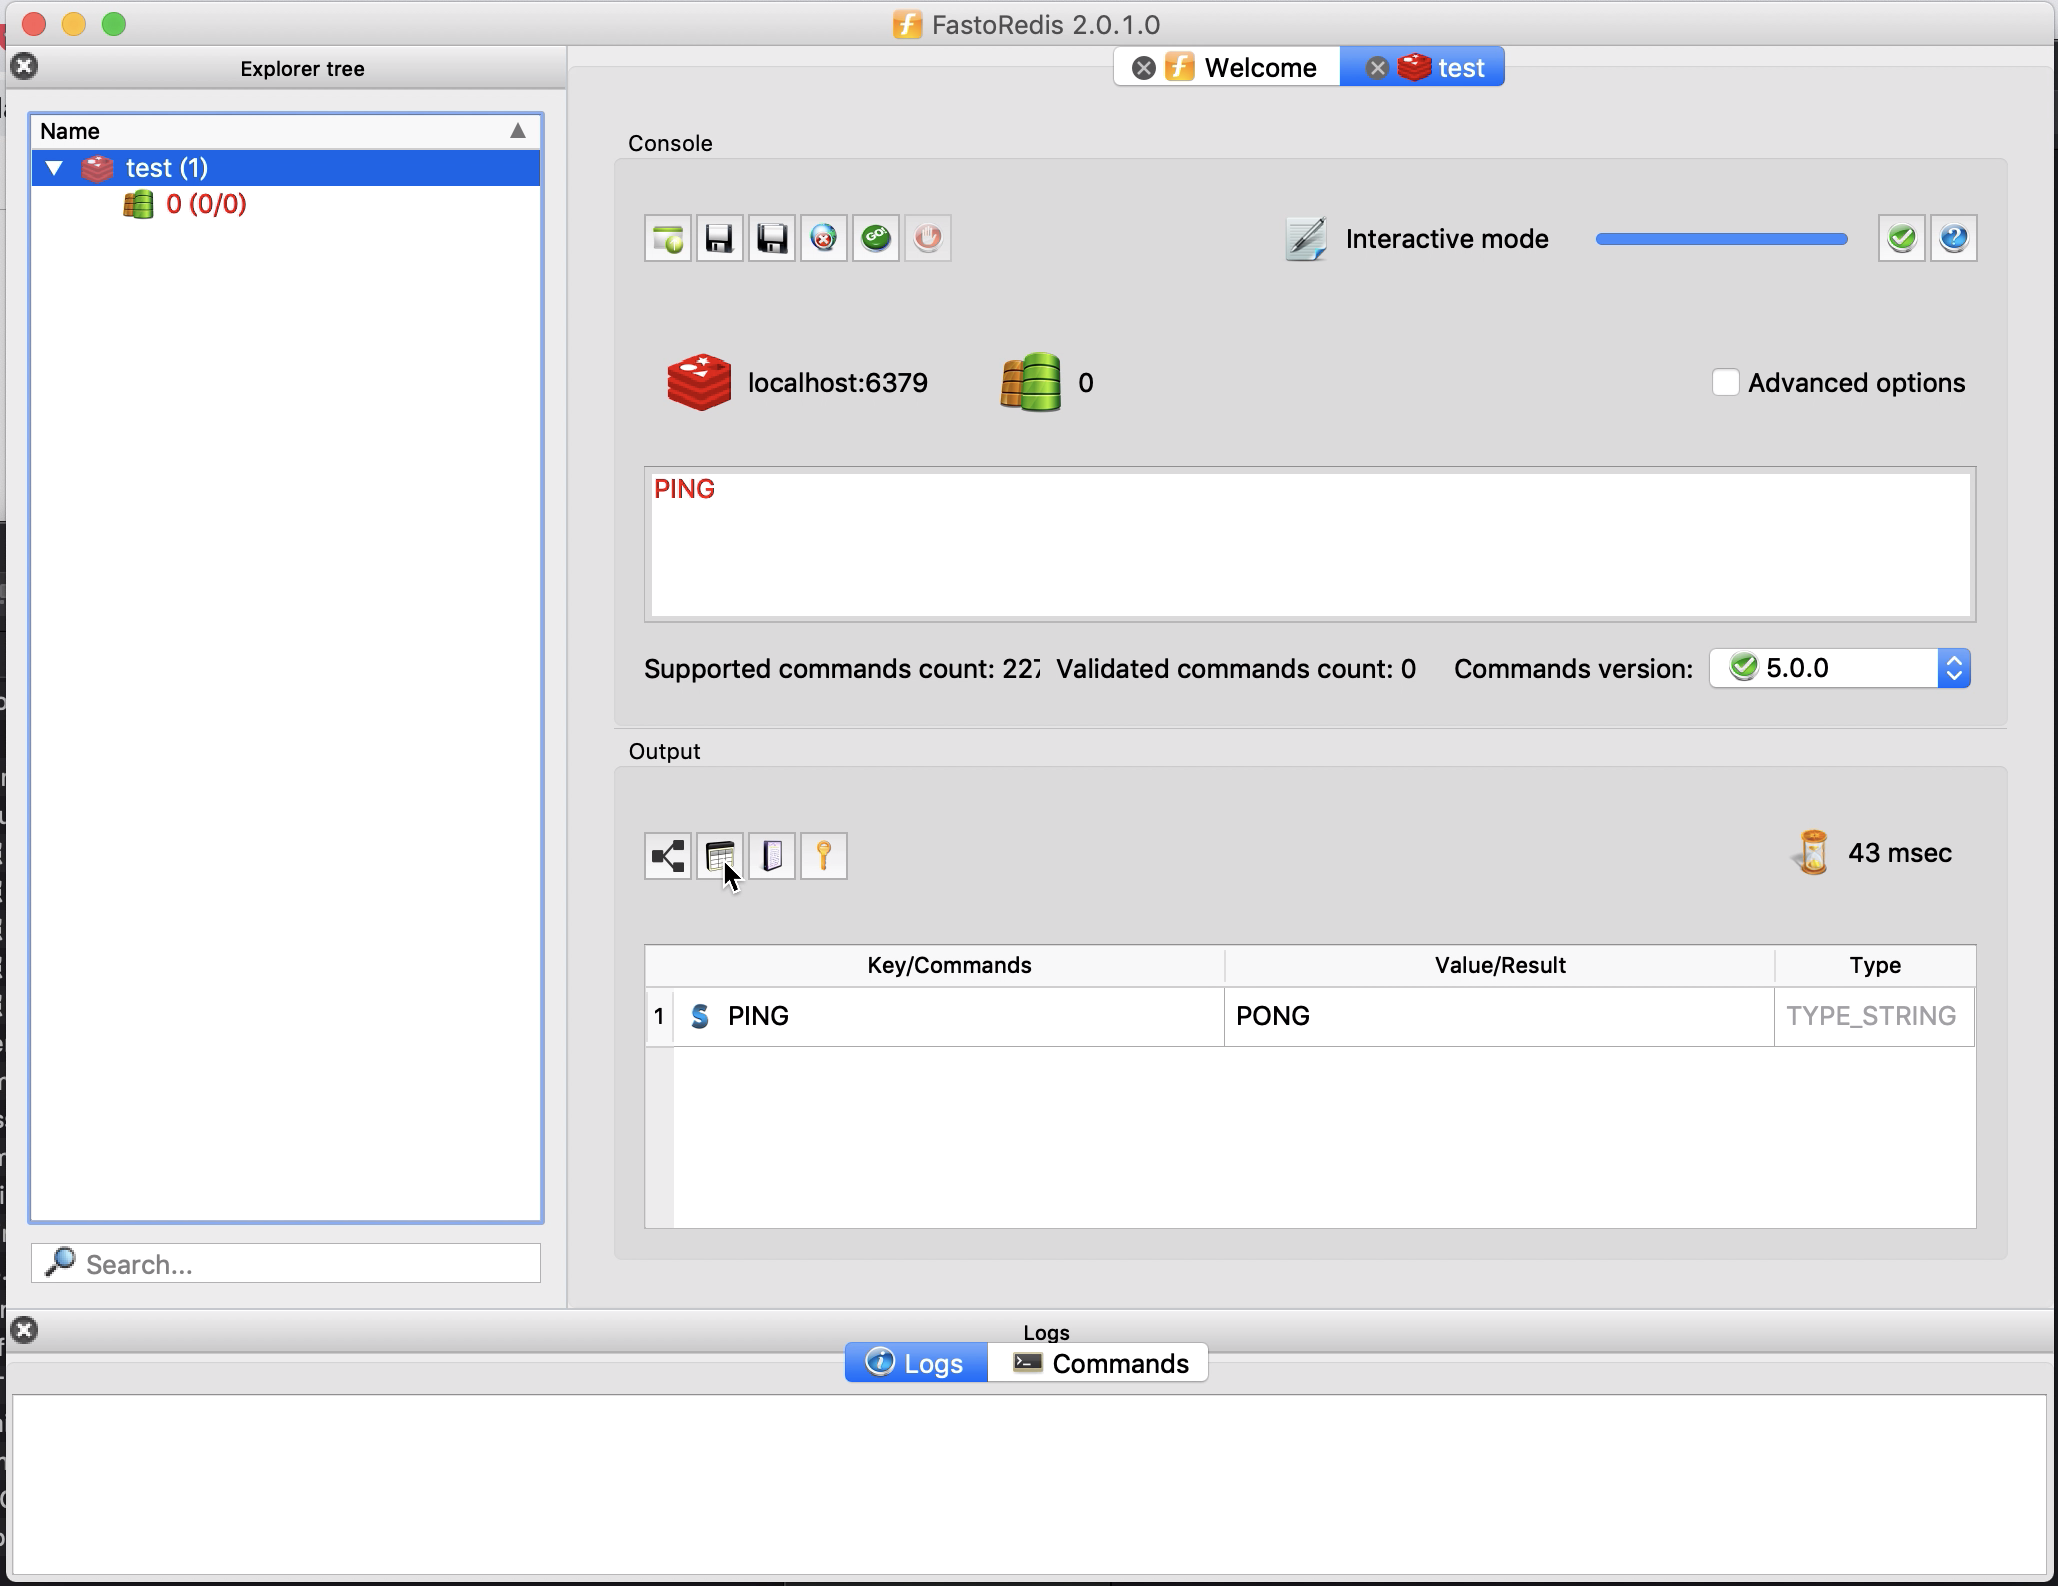 FastoRedis 2.0.1.0
Explorer tree
Welcome
test
Name
test (1)
0 (0/0)
Search...
Console
GO!
Interactive mode
localhost:6379
0
Advanced options
PING
Supported commands count: 227
Validated commands count: 0
Commands version:
5.0.0
Output
43 msec
Key/Commands
Value/Result
Type
1
PING
PONG
TYPE_STRING
Logs
Logs
Commands